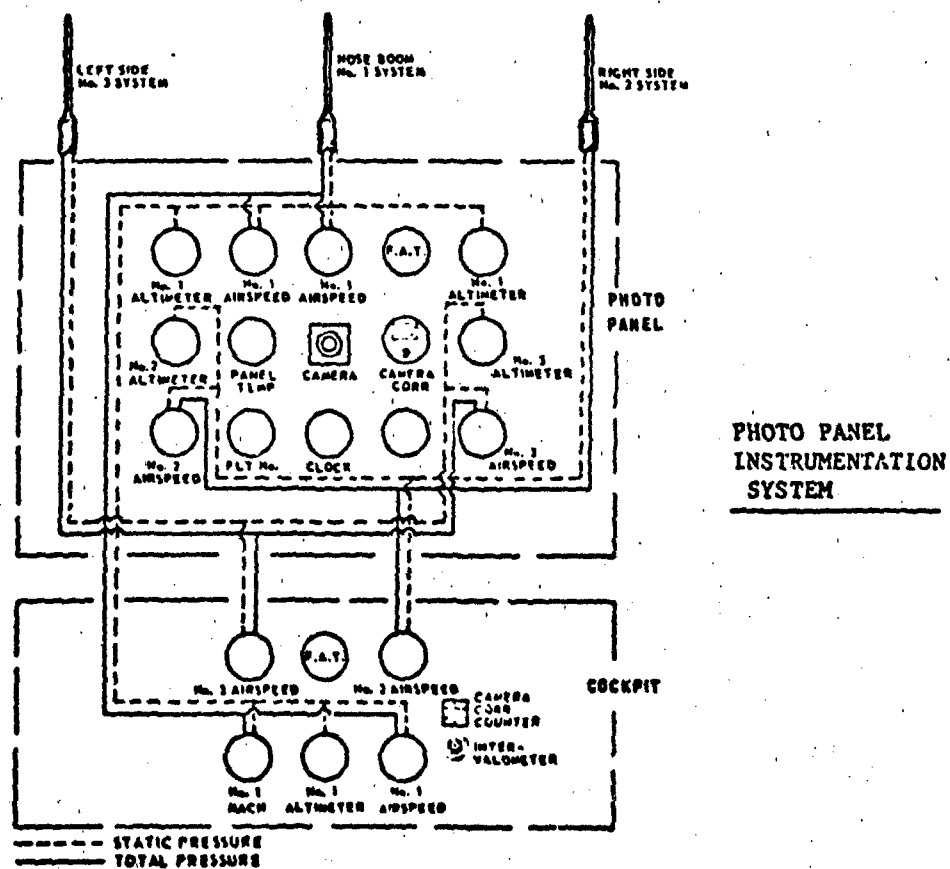 LEFT SIDE
No. 3 SYSTEM
NOSE BOOM
No. 1 SYSTEM
RIGHT SIDE
No. 2 SYSTEM
F.A.T.
No. 1
ALTIMETER
No. 1
AIRSPEED
No. 1
AIRSPEED
No. 1
ALTIMETER
PHOTO
PANEL
No. 2
ALTIMETER
PANEL
TEMP
CAMERA
CAMERA
CORR
No. 3
ALTIMETER
No. 2
AIRSPEED
FLT No.
CLOCK
No. 3
AIRSPEED
PHOTO PANEL
INSTRUMENTATION
SYSTEM
F.A.T.
No. 3 AIRSPEED
No. 2 AIRSPEED
COCKPIT
CAMERA
CORR
COUNTER
INTER-
VALOMETER
No. 1
MACH
No. 1
ALTIMETER
No. 1
AIRSPEED
STATIC PRESSURE
TOTAL PRESSURE